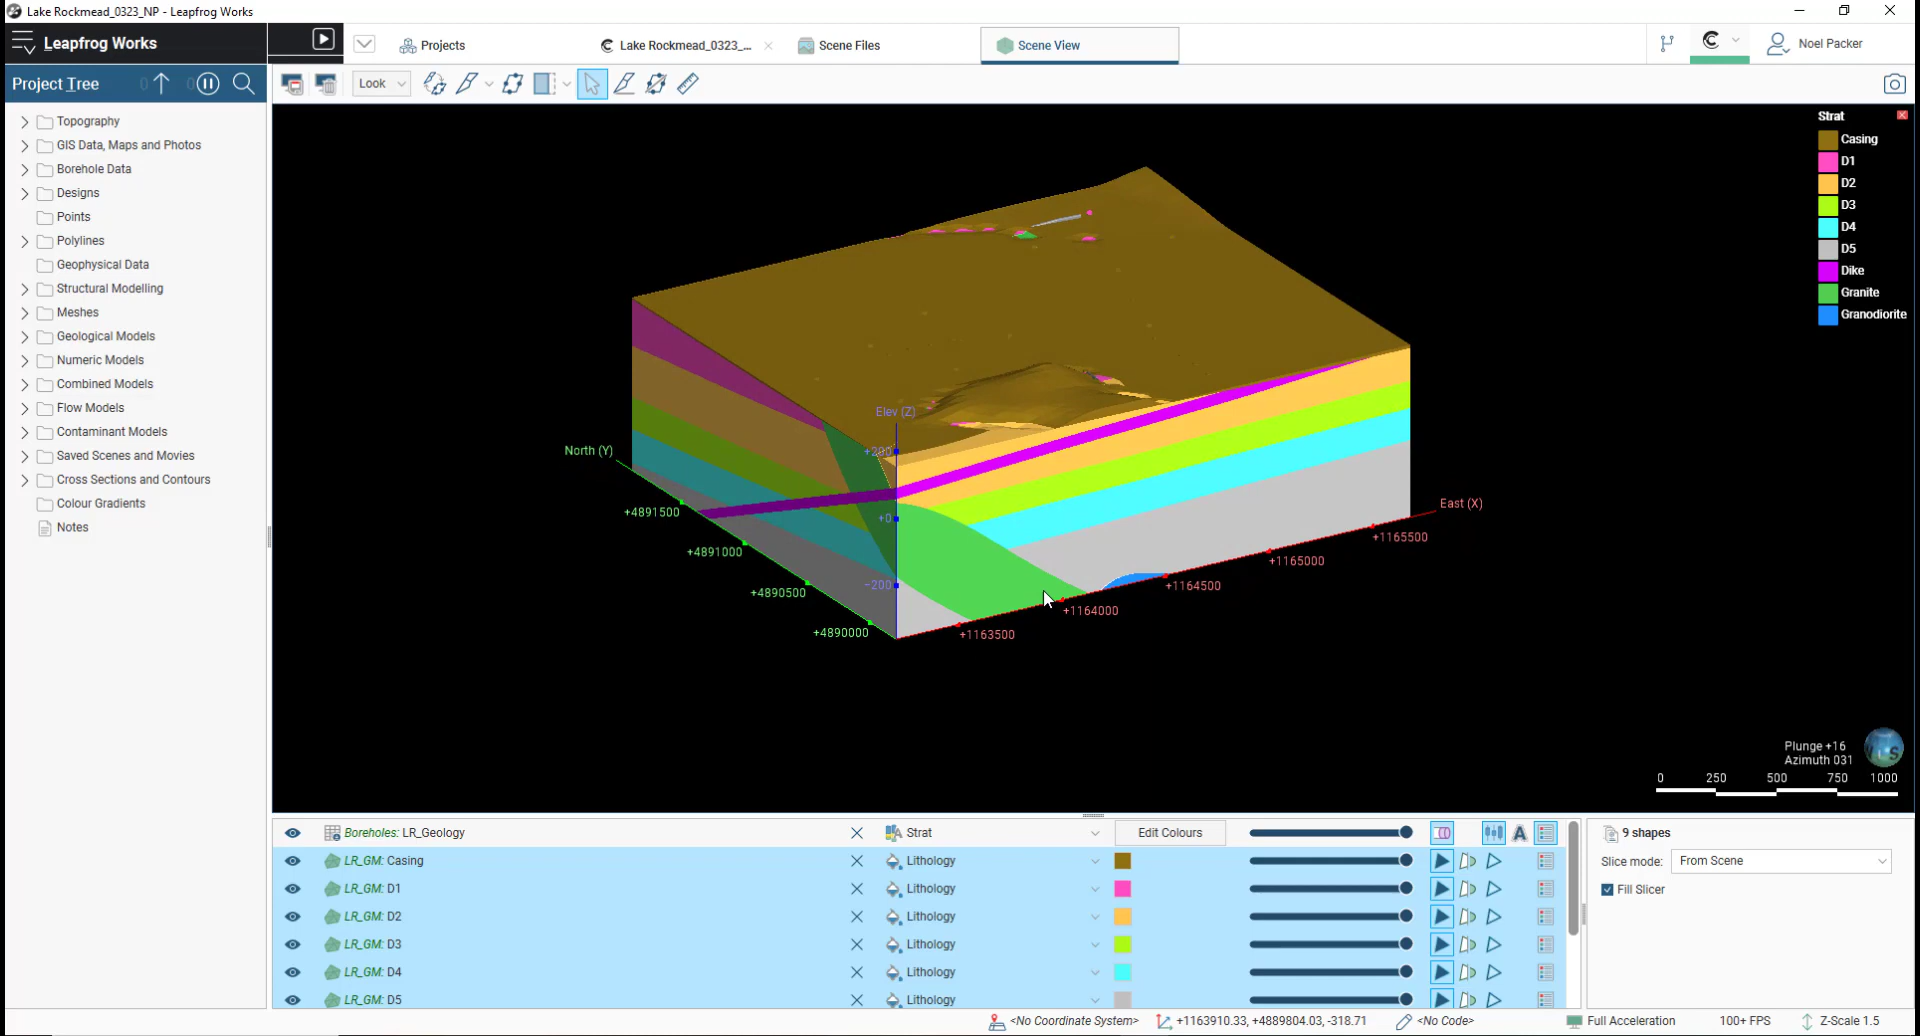 Lake Rockmead_0323_NP - Leapfrog Works
Leapfrog Works
Projects
Lake Rockmead_0323_...
Scene Files
Scene View
Noel Packer
Project Tree
0
0
Look
Topography
GIS Data, Maps and Photos
Borehole Data
Designs
Points
Polylines
Geophysical Data
Structural Modelling
Meshes
Geological Models
Numeric Models
Combined Models
Flow Models
Contaminant Models
Saved Scenes and Movies
Cross Sections and Contours
Colour Gradients
Notes
Strat
Casing
D1
D2
D3
D4
D5
Dike
Granite
Granodiorite
Elev (Z)
+200
+0
-200
North (Y)
+4891500
+4891000
+4890500
+4890000
East (X)
+1165500
+1165000
+1164500
+1164000
+1163500
Plunge +16
Azimuth 031
0 250 500 750 1000
Boreholes: LR_Geology Strat Edit Colours
LR_GM: Casing Lithology
LR_GM: D1 Lithology
LR_GM: D2 Lithology
LR_GM: D3 Lithology
LR_GM: D4 Lithology
LR_GM: D5 Lithology
A
9 shapes
Slice mode: From Scene
Fill Slicer
<No Coordinate System> +1163910.33, +4889804.03, -318.71 <No Code> Full Acceleration 100+ FPS Z-Scale 1.5